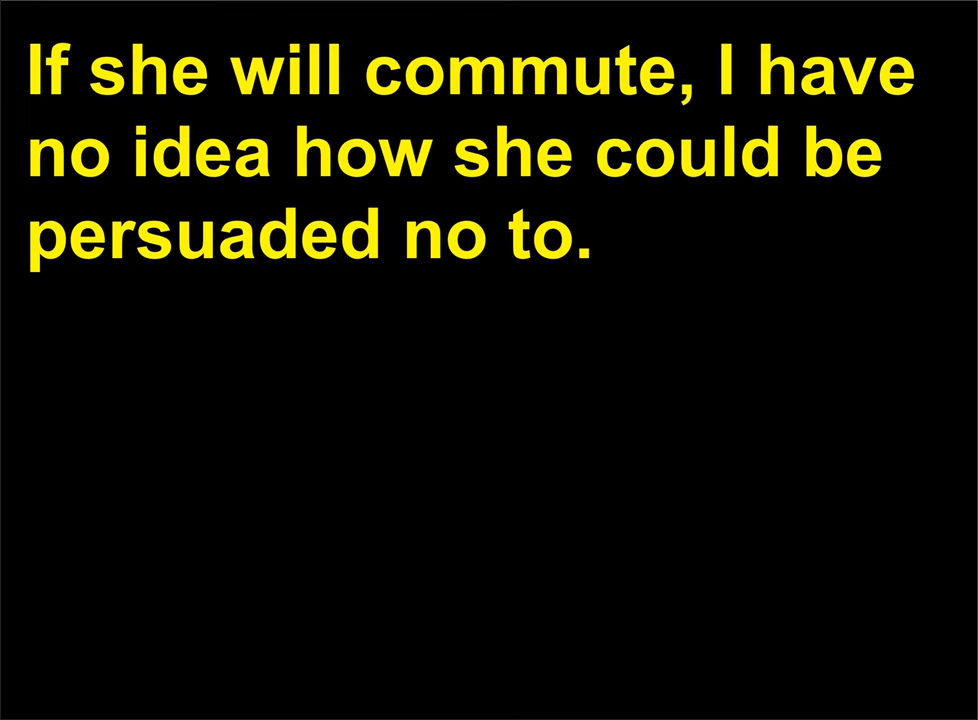 If she will commute, I have
no idea how she could be
persuaded no to.